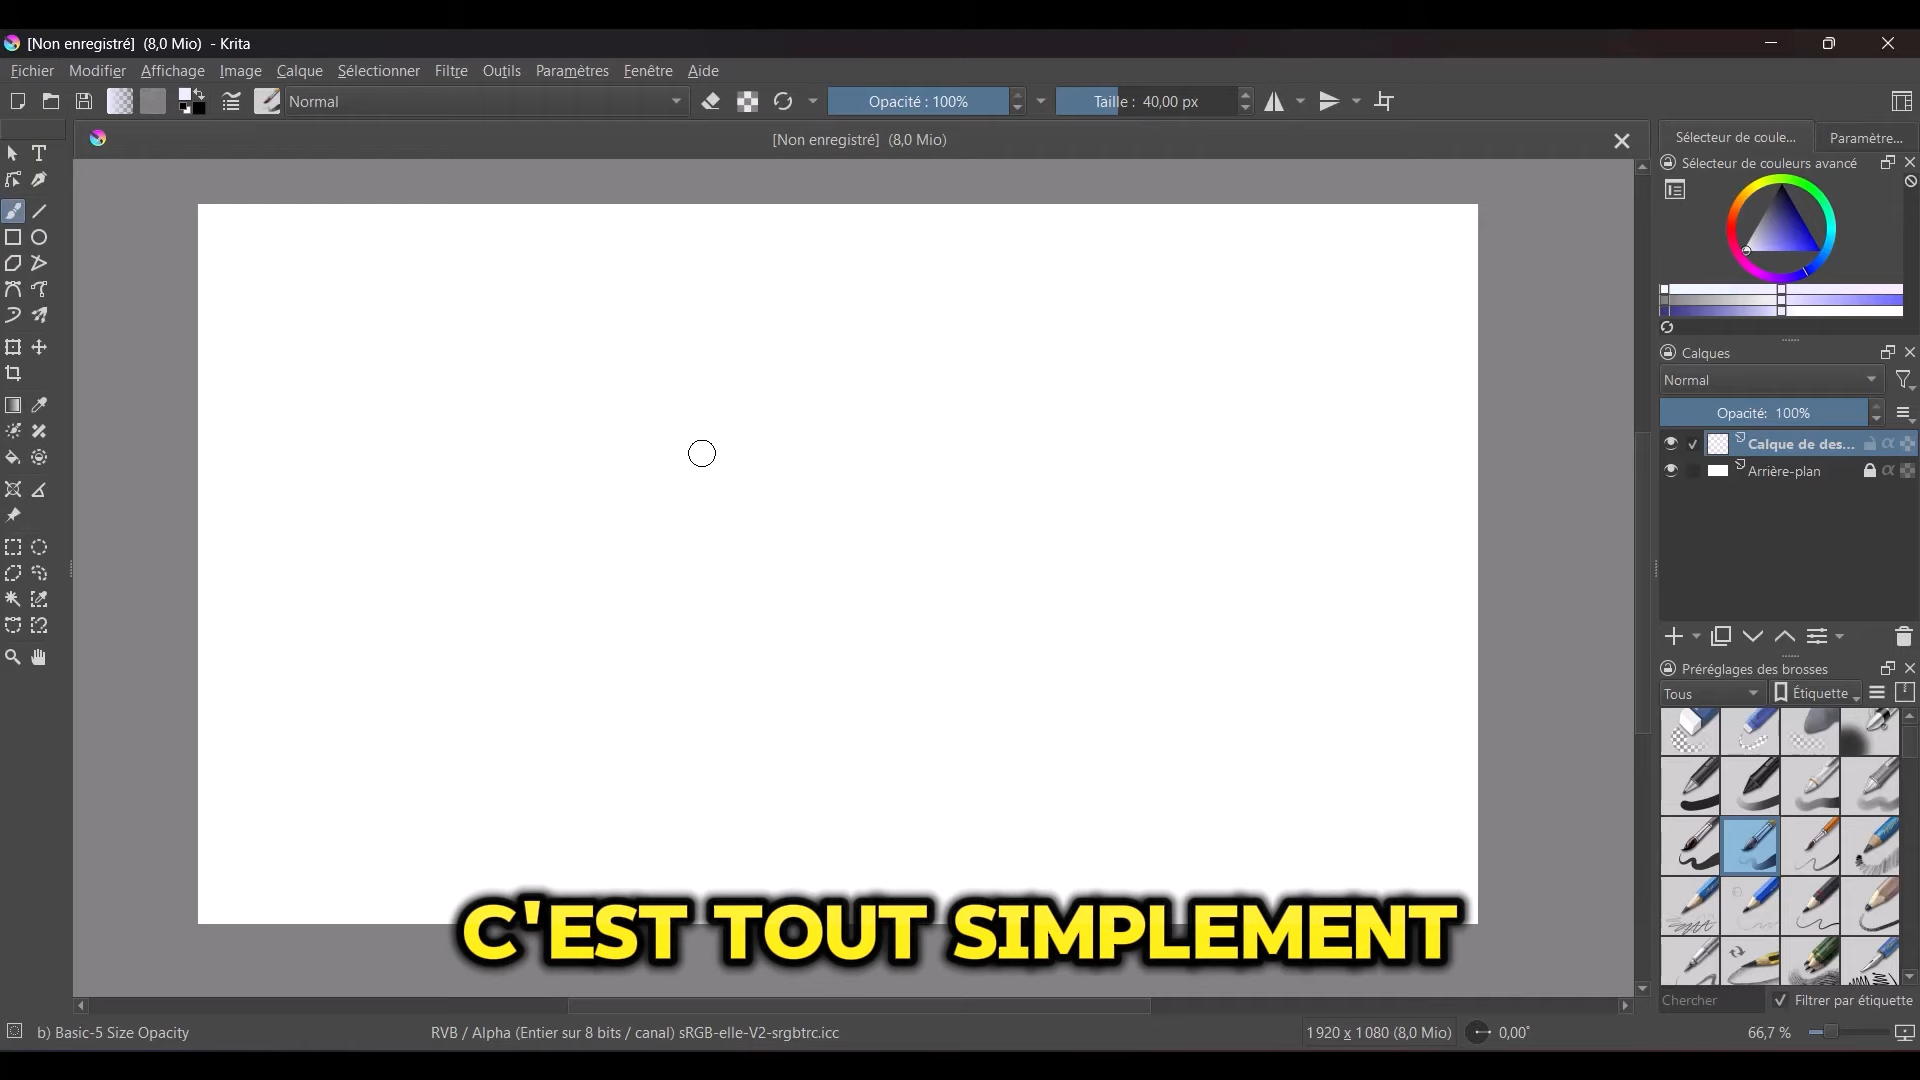 [Non enregistré] (8,0 Mio) - Krita
Fichier Modifier Affichage Image Calque Sélectionner Filtre Outils Paramètres Fenêtre Aide
Normal Opacité : 100% Taille : 40,00 px
[Non enregistré] (8,0 Mio)
Sélecteur de coule... Paramètre...
Sélecteur de couleurs avancé
Calques
Normal
Opacité: 100%
Calque de des...
Arrière-plan
Préréglages des brosses
Tous Étiquette
C'EST TOUT SIMPLEMENT
Chercher Filtrer par étiquette
b) Basic-5 Size Opacity RVB / Alpha (Entier sur 8 bits / canal) sRGB-elle-V2-srgbtrc.icc 1 920 x 1 080 (8,0 Mio) 0,00° 66,7 %